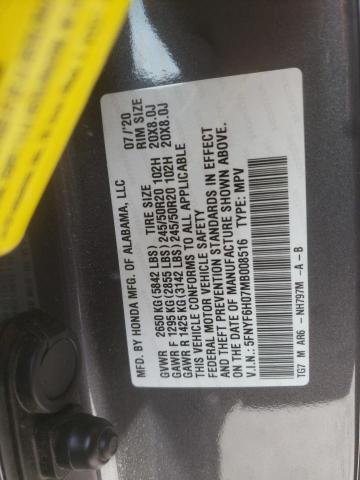 MFD. BY HONDA MFG. OF ALABAMA, LLC 07/'20
TIRE SIZE RIM SIZE
GVWR 2650 KG(5842 LBS)
GAWR F 1295 KG(2855 LBS)245/50R20 102H 20X8.0J
GAWR R 1425 KG(3142 LBS)245/50R20 102H 20X8.0J
THIS VEHICLE CONFORMS TO ALL APPLICABLE
FEDERAL MOTOR VEHICLE SAFETY
AND THEFT PREVENTION STANDARDS IN EFFECT
ON THE DATE OF MANUFACTURE SHOWN ABOVE.
V.I.N.: 5FNYF6H07MB008516 TYPE: MPV
TG7 M AR6 -NH797M -A -B